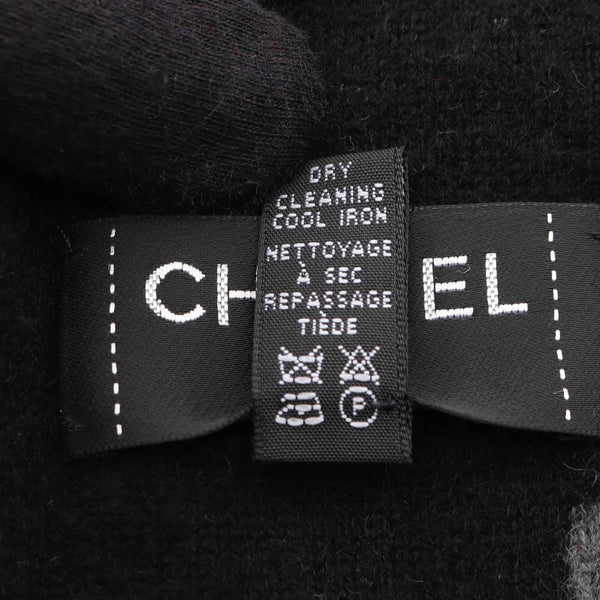 CH EL
DRY
CLEANING
COOL IRON
NETTOYAGE
À SEC
REPASSAGE
TIÈDE
P